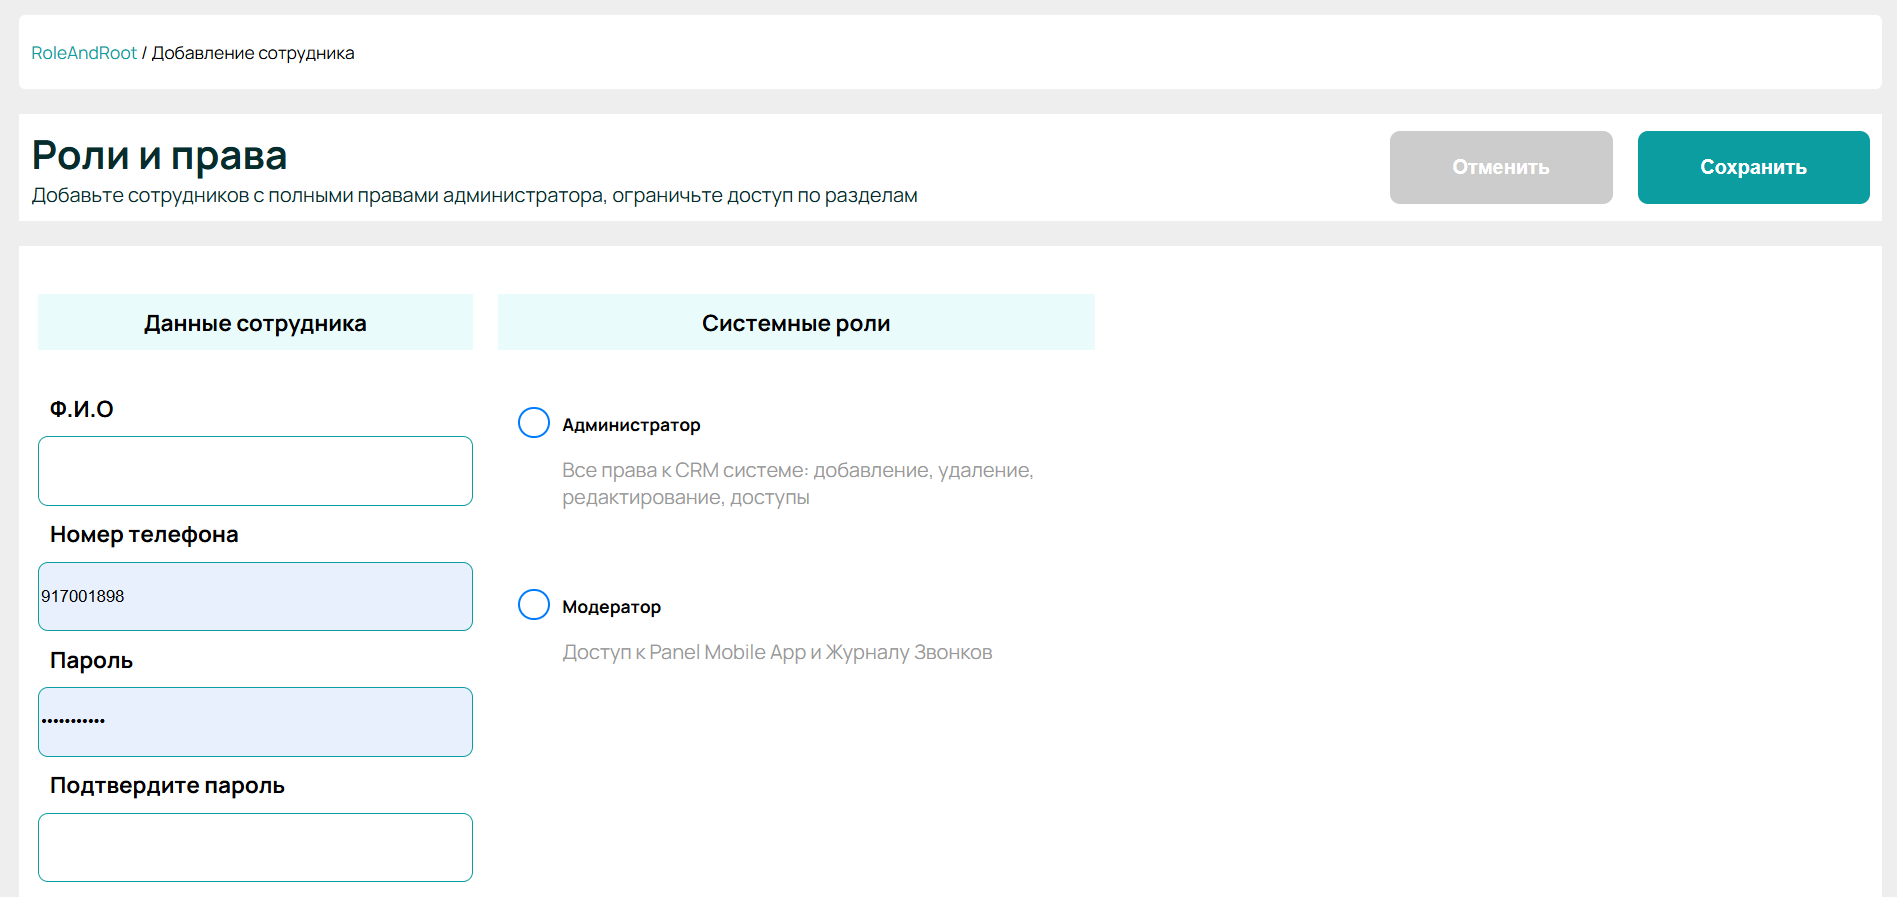 RoleAndRoot / Добавление сотрудника
Роли и права
Добавьте сотрудников с полными правами администратора, ограничьте доступ по разделам
Отменить
Сохранить
Данные сотрудника
Ф.И.О
Номер телефона
917001898
Пароль
•••••••••••
Подтвердите пароль
Системные роли
Администратор
Все права к CRM системе: добавление, удаление,
редактирование, доступы
Модератор
Доступ к Panel Mobile App и Журналу Звонков